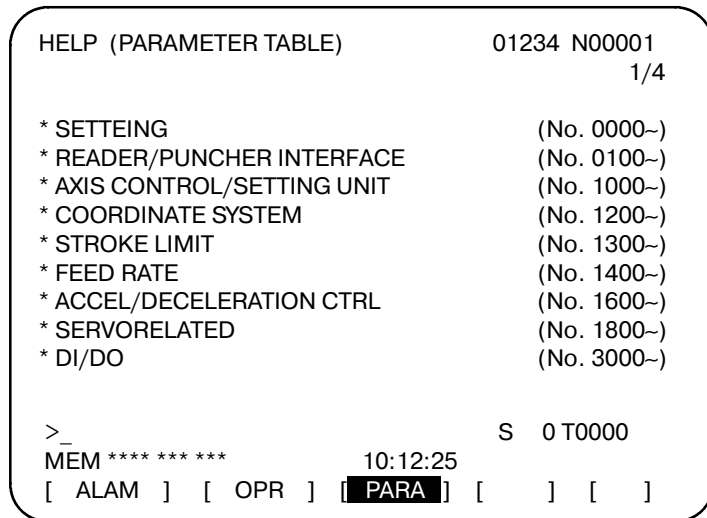 HELP (PARAMETER TABLE) 01234 N00001
1/4
* SETTEING (No. 0000~)
* READER/PUNCHER INTERFACE (No. 0100~)
* AXIS CONTROL/SETTING UNIT (No. 1000~)
* COORDINATE SYSTEM (No. 1200~)
* STROKE LIMIT (No. 1300~)
* FEED RATE (No. 1400~)
* ACCEL/DECELERATION CTRL (No. 1600~)
* SERVORELATED (No. 1800~)
* DI/DO (No. 3000~)
>_ S 0 T0000
MEM **** *** *** 10:12:25
[ ALAM ] [ OPR ] [ PARA ] [ ] [ ]